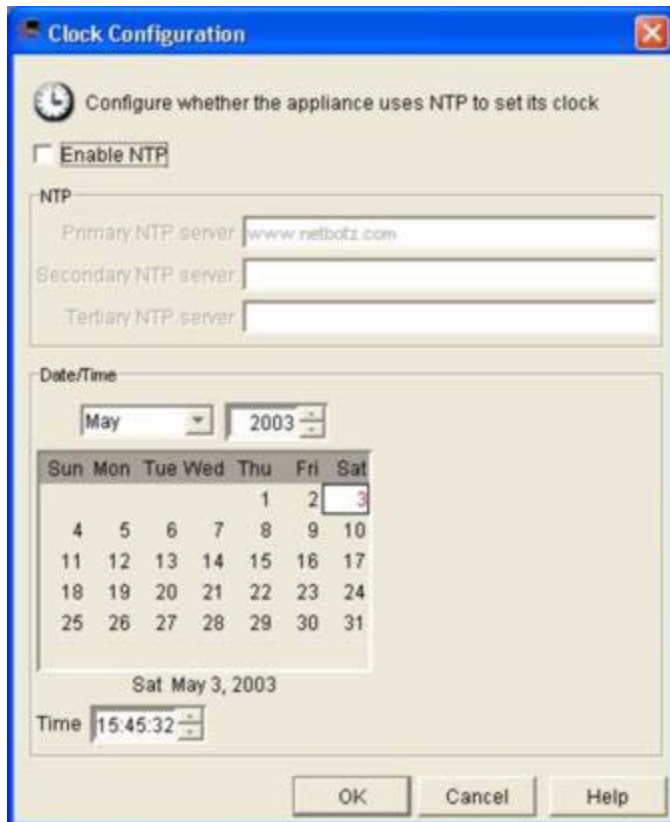 Clock Configuration
Configure whether the appliance uses NTP to set its clock
Enable NTP
NTP
Primary NTP server www.netbotz.com
Secondary NTP server
Tertiary NTP server
Date/Time
May 2003
Sun Mon Tue Wed Thu Fri Sat
1 2 3
4 5 6 7 8 9 10
11 12 13 14 15 16 17
18 19 20 21 22 23 24
25 26 27 28 29 30 31
Sat May 3, 2003
Time 15:45:32
OK Cancel Help